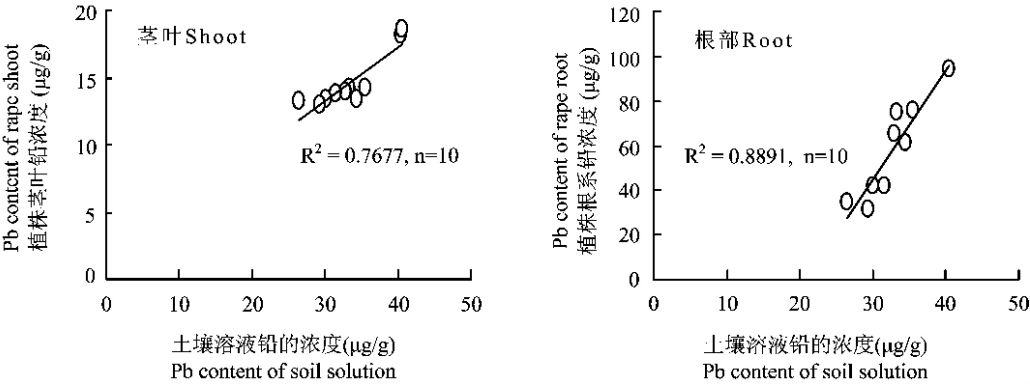 20
15
10
5
0
茎叶Shoot
R² = 0.7677, n=10
Pb content of rapc shoot
植株茎叶铅浓度 (μg/g)
0 10 20 30 40 50
土壤溶液铅的浓度(μg/g)
Pb content of soil solution
120
100
80
60
40
20
0
根部Root
R² = 0.8891, n=10
Pb content of rape root
植株根系铅浓度 (μg/g)
0 10 20 30 40 50
土壤溶液铅的浓度(μg/g)
Pb content of soil solution